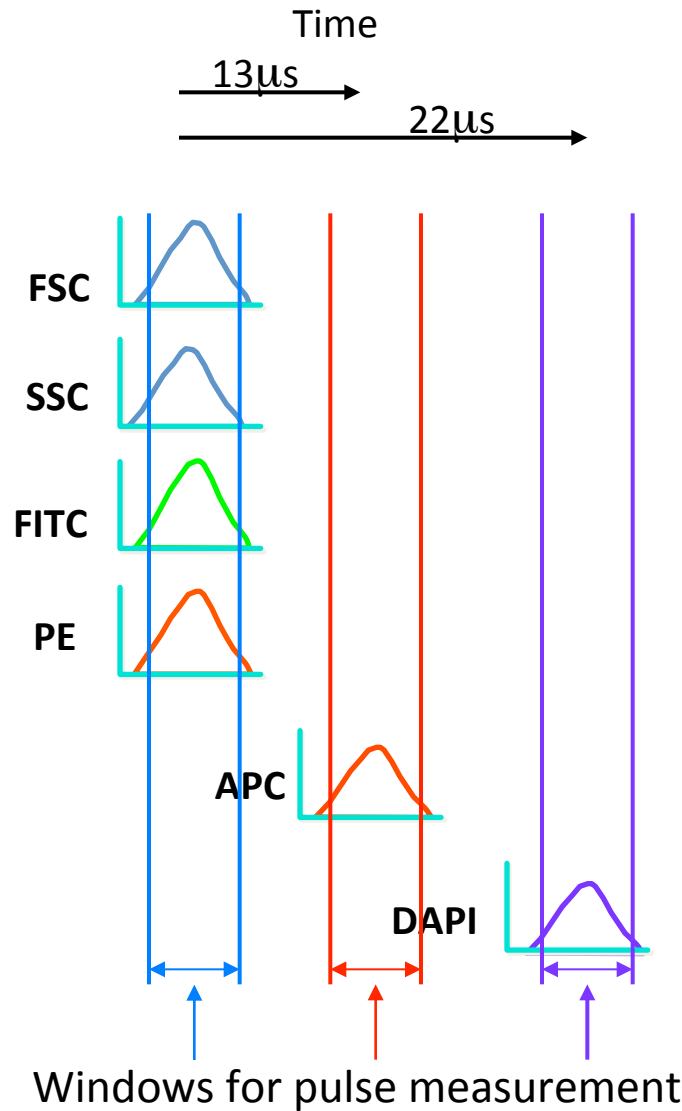 Time
13μs
22μs
FSC
SSC
FITC
PE
APC
DAPI
Windows for pulse measurement